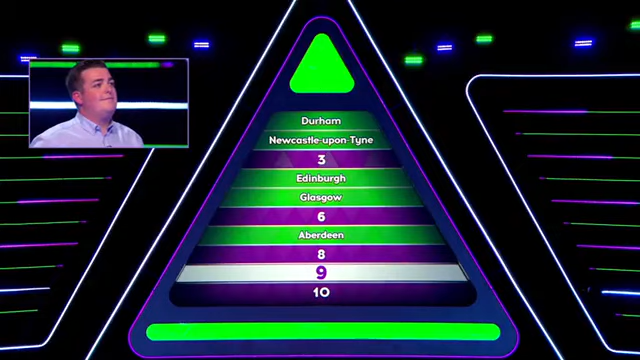 Durham
Newcastle-upon-Tyne
3
Edinburgh
Glasgow
6
Aberdeen
8
9
10